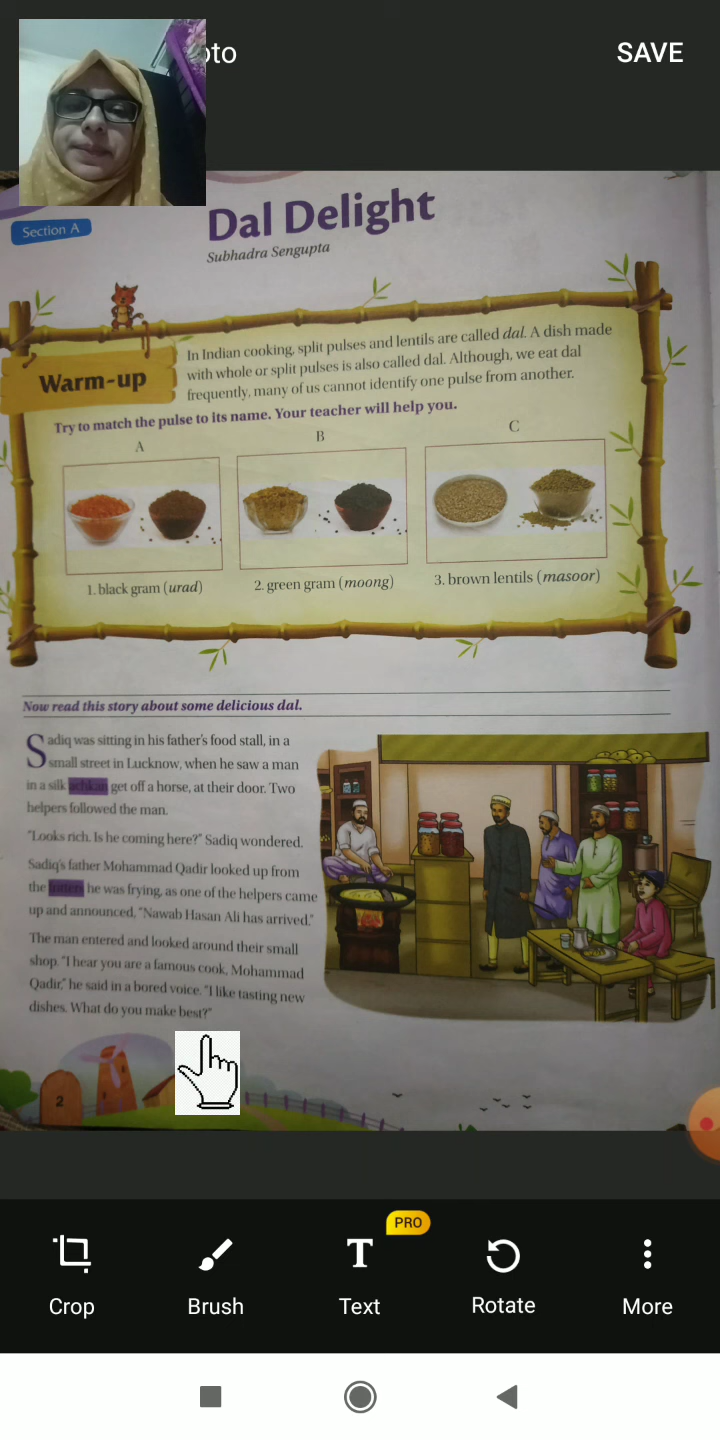 oto
SAVE
Section A
Dal Delight
Subhadra Sengupta
Warm-up
In Indian cooking, split pulses and lentils are called dal. A dish made
with whole or split pulses is also called dal. Although, we eat dal
frequently, many of us cannot identify one pulse from another.
Try to match the pulse to its name. Your teacher will help you.
A
B
C
1. black gram (urad)
2. green gram (moong)
3. brown lentils (masoor)
Now read this story about some delicious dal.
Sadiq was sitting in his father's food stall, in a
small street in Lucknow, when he saw a man
in a silk achkan get off a horse, at their door. Two
helpers followed the man.
"Looks rich. Is he coming here?" Sadiq wondered.
Sadiq's father Mohammad Qadir looked up from
the he was frying, as one of the helpers came
up and announced, "Nawab Hasan Ali has arrived."
The man entered and looked around their small
shop. "I hear you are a famous cook, Mohammad
Qadir," he said in a bored voice. "I like tasting new
dishes. What do you make best?"
2
PRO
Crop
Brush
Text
Rotate
More